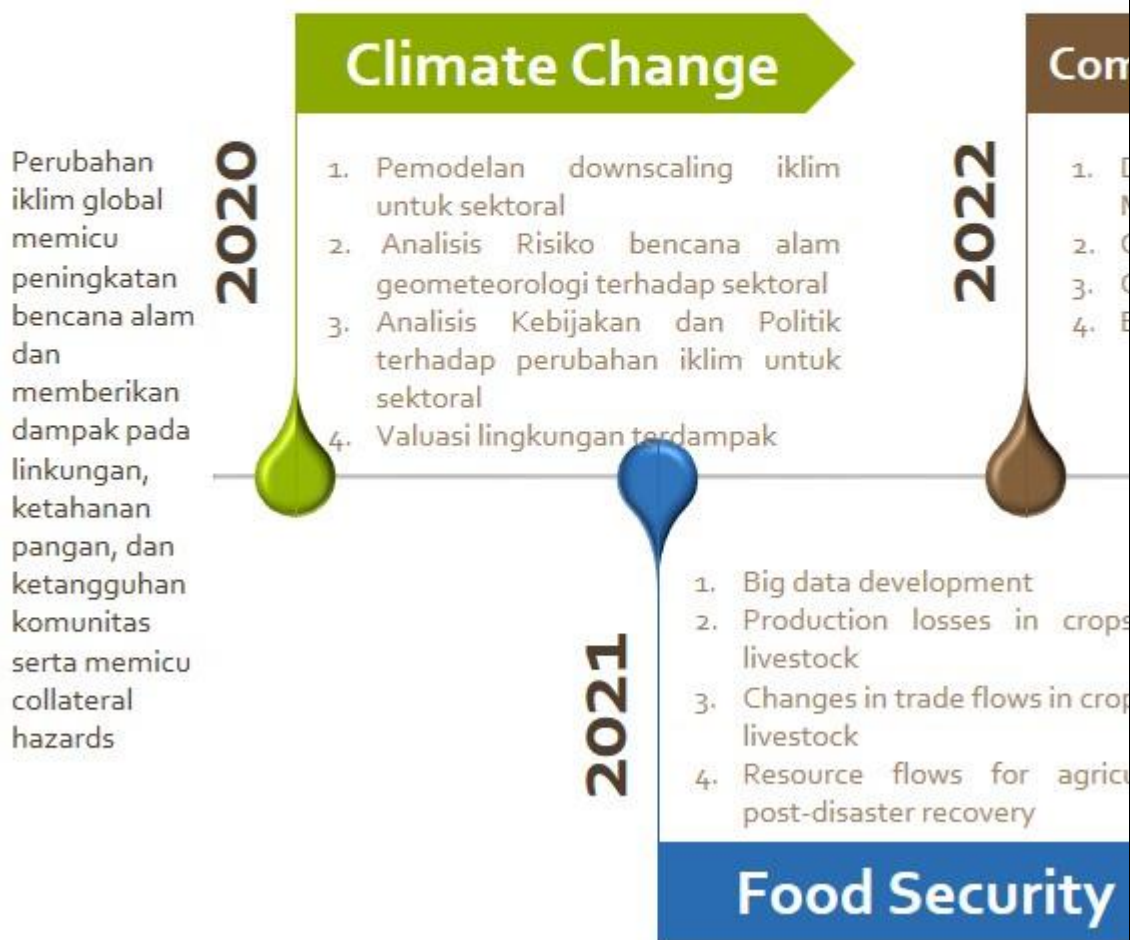 Climate Change
Perubahan
iklim global
memicu
peningkatan
bencana alam
dan
memberikan
dampak pada
linkungan,
ketahanan
pangan, dan
ketangguhan
komunitas
serta memicu
collateral
hazards
2020
1. Pemodelan downscaling iklim
untuk sektoral
2. Analisis Risiko bencana alam
geometeorologi terhadap sektoral
3. Analisis Kebijakan dan Politik
terhadap perubahan iklim untuk
sektoral
4. Valuasi lingkungan terdampak
2022
1.
2.
3.
4.
2021
1. Big data development
2. Production losses in crops
livestock
3. Changes in trade flows in
livestock
4. Resource flows for
post-disaster recovery
Food Security